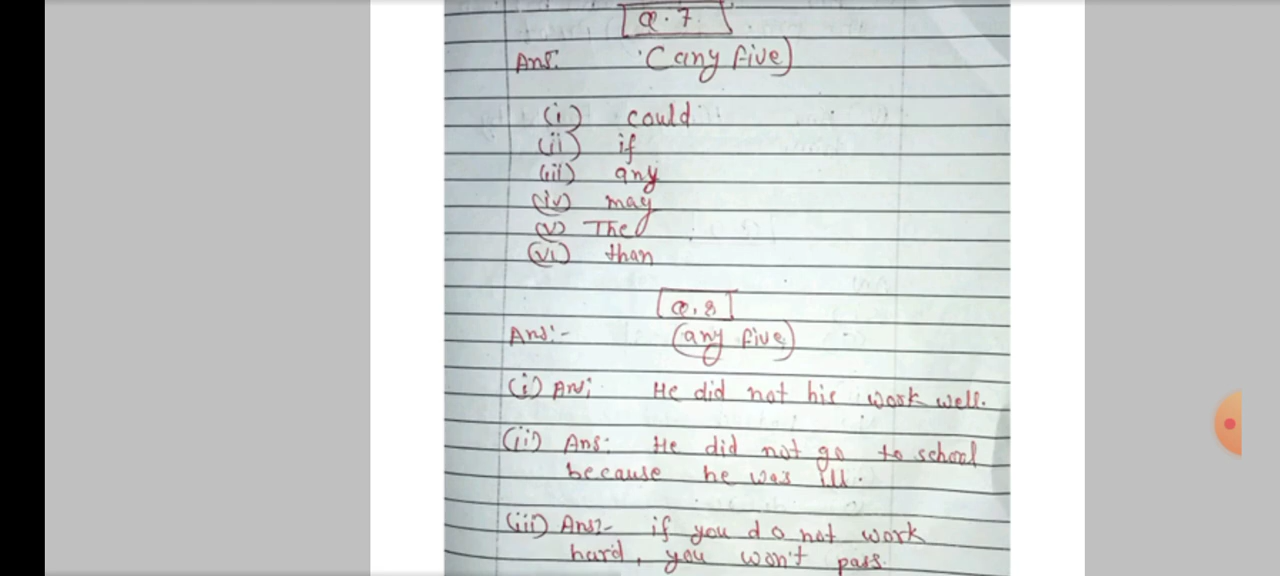 Q.7
Ans: (any five)
(i) could
(ii) if
(iii) any
(iv) may
(v) The
(vi) than
Q.8
Ans:- (any five)
(i) Ans: He did not his work well.
(ii) Ans: He did not go to school
because he was ill.
(iii) Ans:- if you do not work
hard, you won't pass.